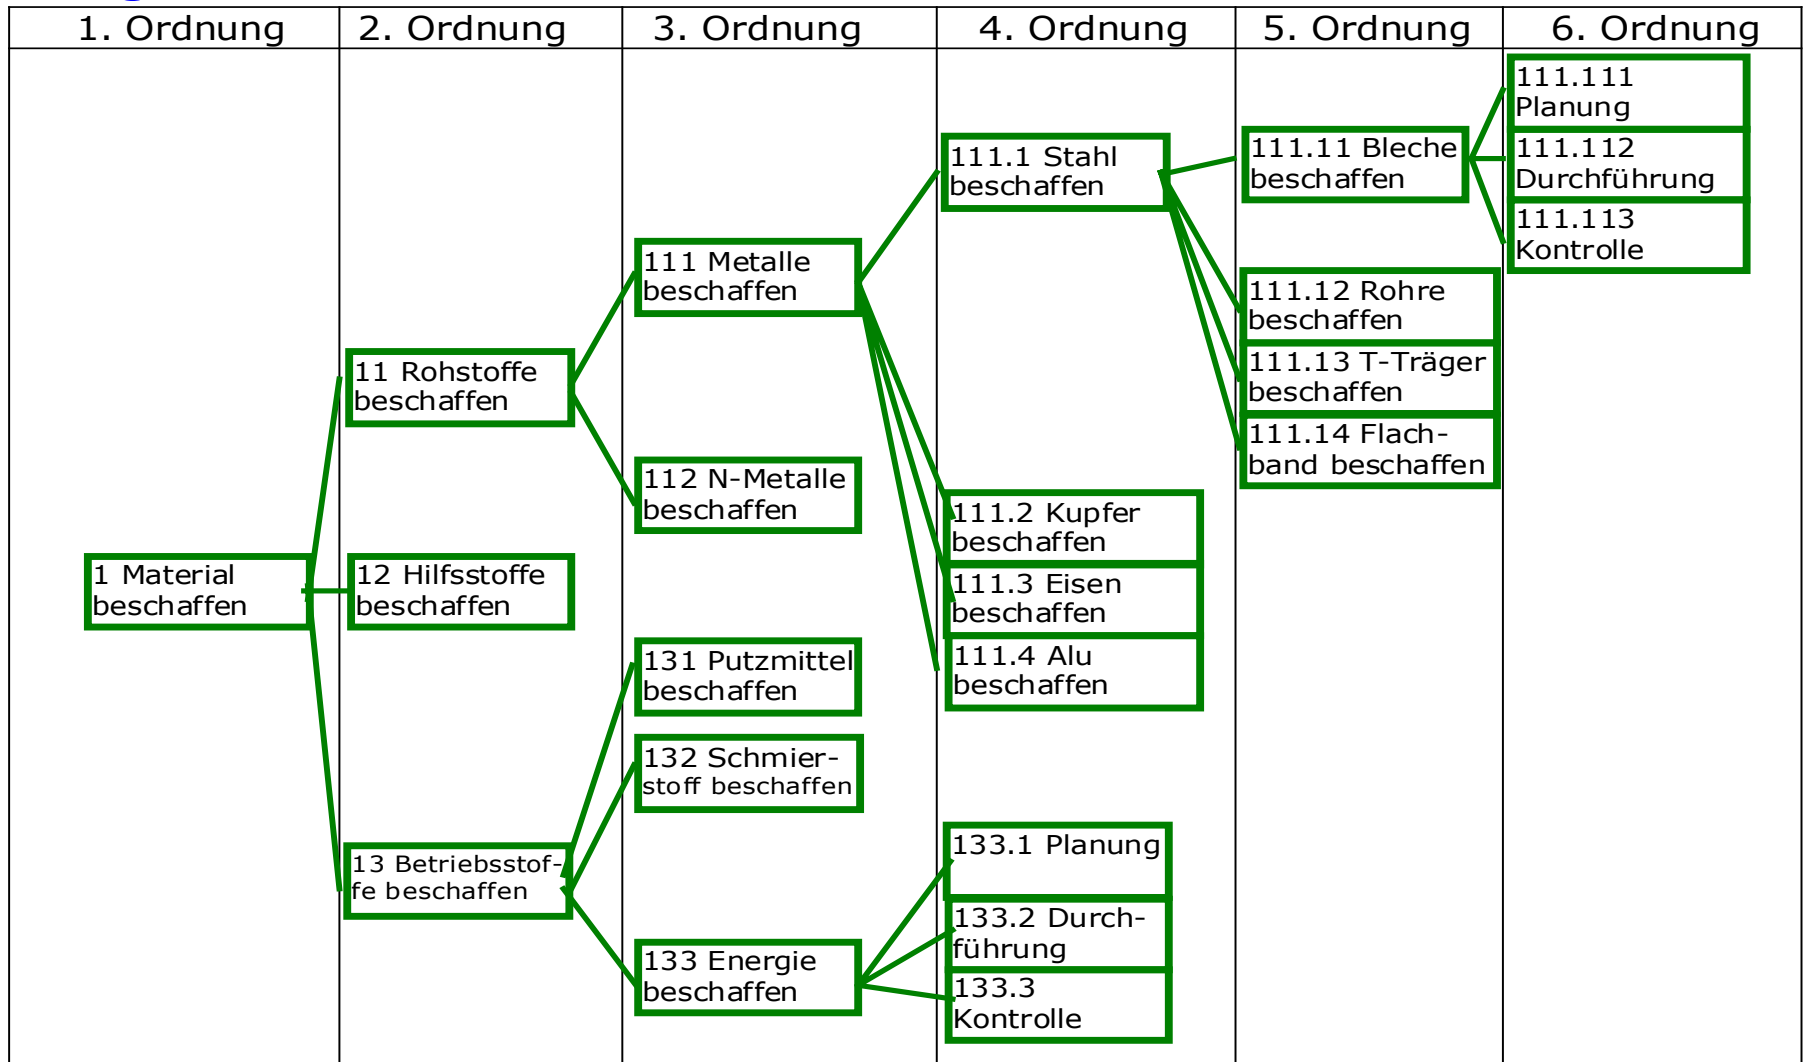 1. Ordnung
2. Ordnung
3. Ordnung
4. Ordnung
5. Ordnung
6. Ordnung
1 Material
beschaffen
11 Rohstoffe
beschaffen
12 Hilfsstoffe
beschaffen
13 Betriebsstof-
fe beschaffen
111 Metalle
beschaffen
112 N-Metalle
beschaffen
131 Putzmittel
beschaffen
132 Schmier-
stoff beschaffen
133 Energie
beschaffen
111.1 Stahl
beschaffen
111.2 Kupfer
beschaffen
111.3 Eisen
beschaffen
111.4 Alu
beschaffen
133.1 Planung
133.2 Durch-
führung
133.3
Kontrolle
111.11 Bleche
beschaffen
111.12 Rohre
beschaffen
111.13 T-Träger
beschaffen
111.14 Flach-
band beschaffen
111.111
Planung
111.112
Durchführung
111.113
Kontrolle